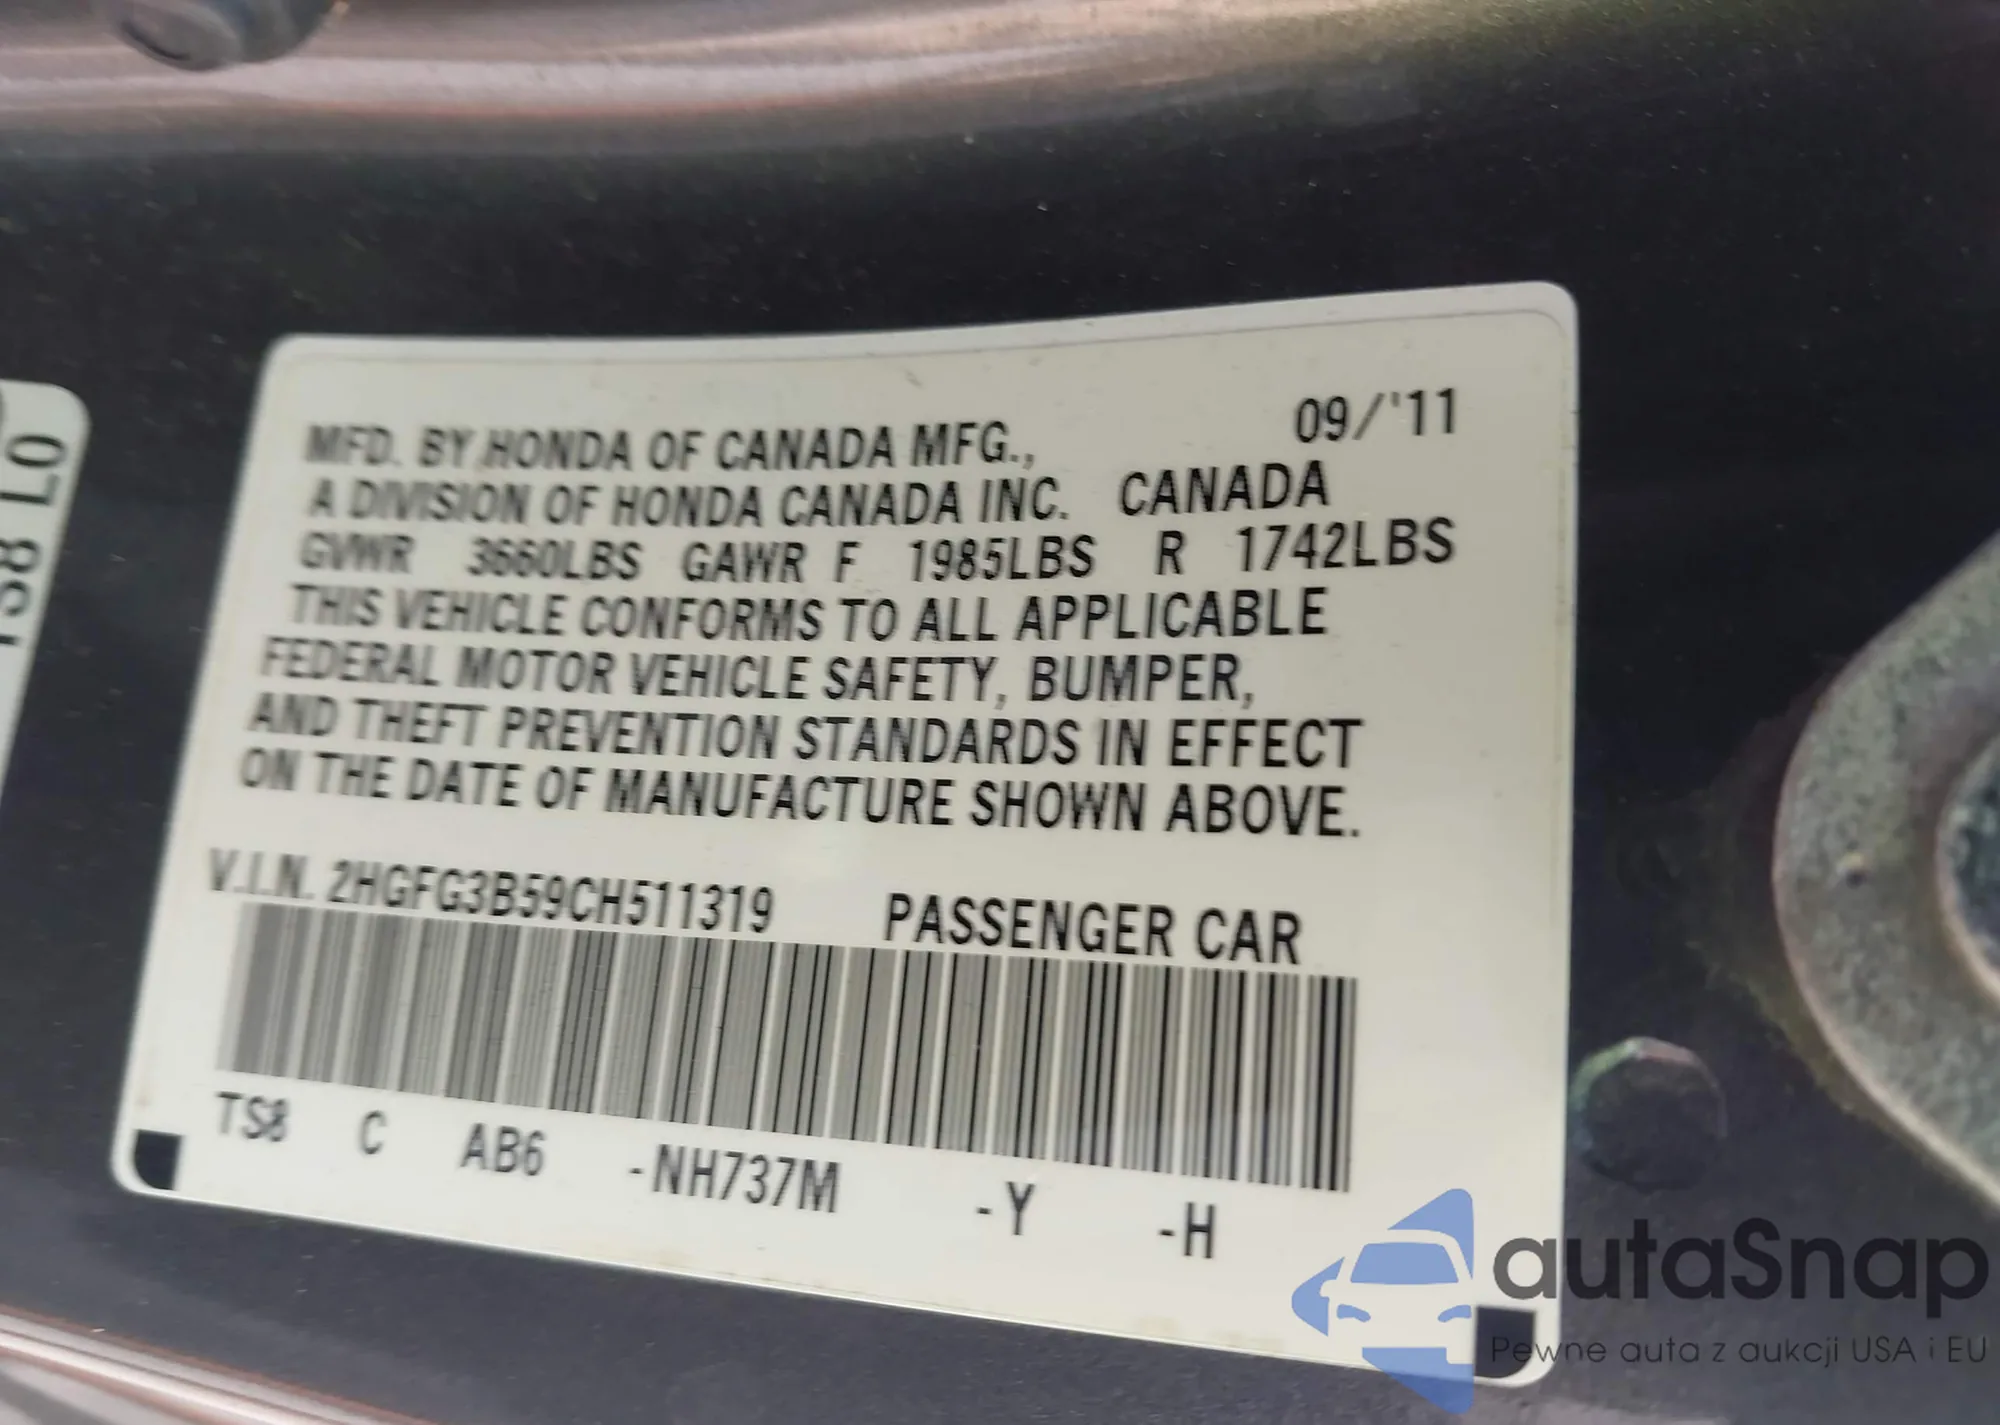 09/'11
MFD. BY HONDA OF CANADA MFG.,
A DIVISION OF HONDA CANADA INC. CANADA
GVWR 3660LBS GAWR F 1985LBS R 1742LBS
THIS VEHICLE CONFORMS TO ALL APPLICABLE
FEDERAL MOTOR VEHICLE SAFETY, BUMPER,
AND THEFT PREVENTION STANDARDS IN EFFECT
ON THE DATE OF MANUFACTURE SHOWN ABOVE.
V.I.N. 2HGFG3B59CH511319 PASSENGER CAR
TS8 C AB6 -NH737M -Y -H
autaSnap
Pewne auta z aukcji USA i EU